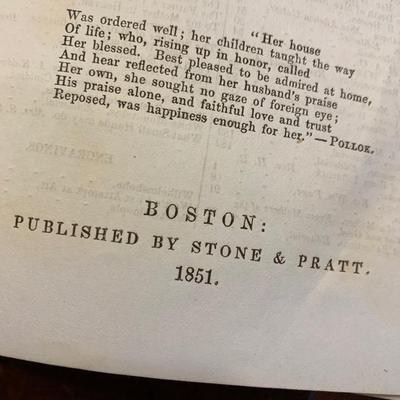 "Her house
Was ordered well; her children taught the way
Of life; who, rising up in honor, called
Her blessed. Best pleased to be admired at home,
And hear reflected from her husband's praise
Her own, she sought no gaze of foreign eye;
His praise alone, and faithful love and trust
Reposed, was happiness enough for her."—POLLOK.
BOSTON:
PUBLISHED BY STONE & PRATT.
1851.